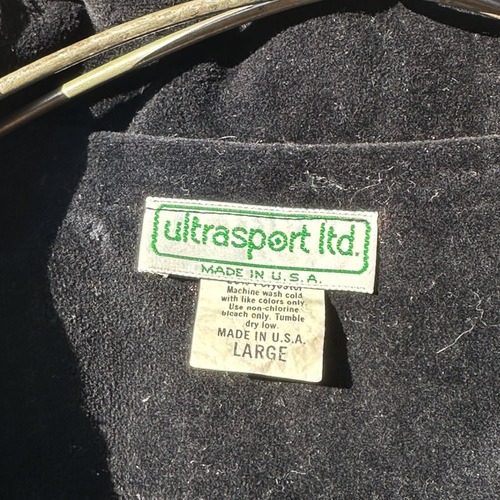 ultrasport ltd.
MADE IN U.S.A.
Polyester
Machine wash cold
with like colors only.
Use non-chlorine
bleach only. Tumble
dry low.
MADE IN U.S.A.
LARGE